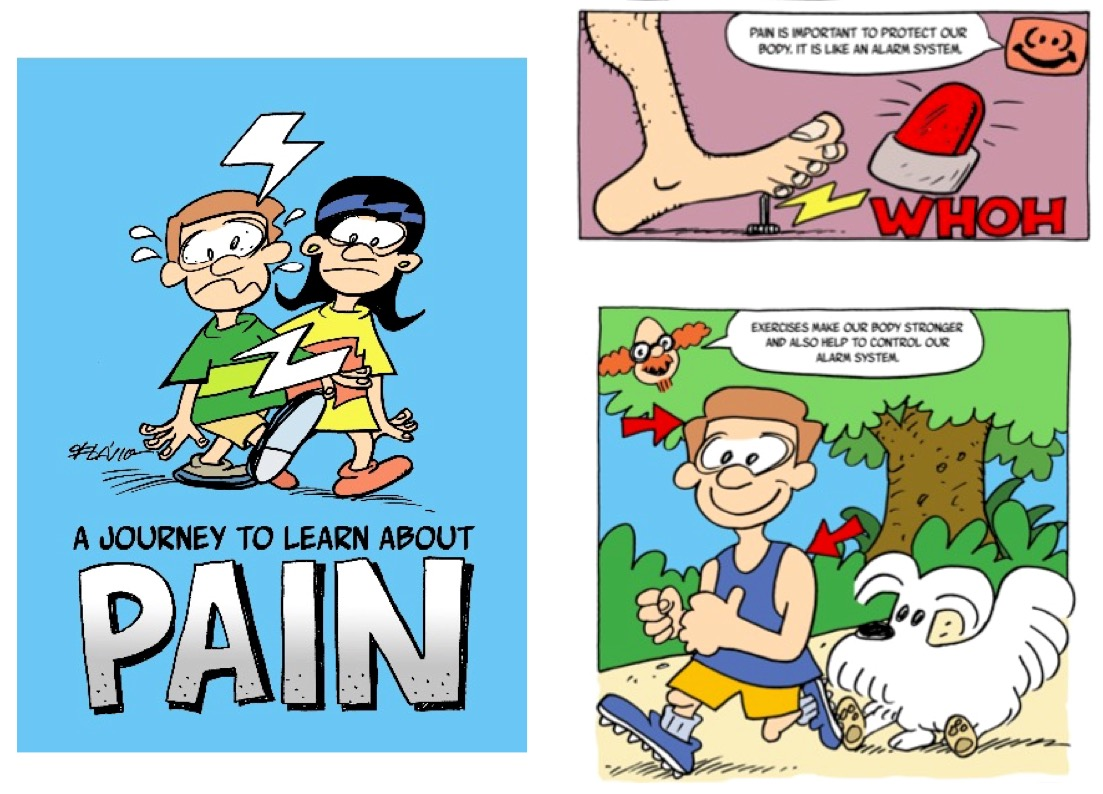 A JOURNEY TO LEARN ABOUT
PAIN
PAIN IS IMPORTANT TO PROTECT OUR
BODY. IT IS LIKE AN ALARM SYSTEM.
WHOH
EXERCISES MAKE OUR BODY STRONGER
AND ALSO HELP TO CONTROL OUR
ALARM SYSTEM.